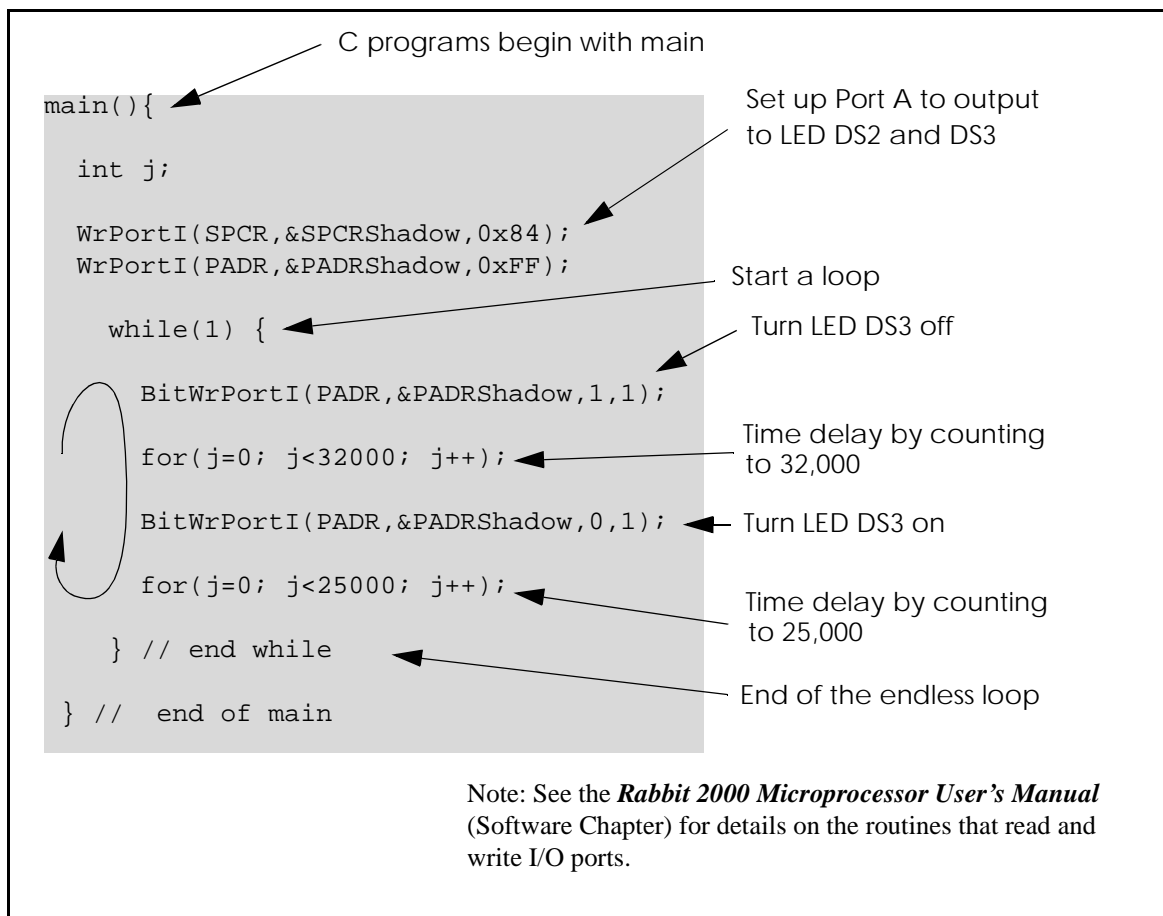 C programs begin with main
main(){
Set up Port A to output
to LED DS2 and DS3
int j;
WrPortI(SPCR,&SPCRShadow,0x84);
WrPortI(PADR,&PADRShadow,0xFF);
Start a loop
while(1) {
Turn LED DS3 off
BitWrPortI(PADR,&PADRShadow,1,1);
Time delay by counting
to 32,000
for(j=0; j<32000; j++);
BitWrPortI(PADR,&PADRShadow,0,1);
Turn LED DS3 on
for(j=0; j<25000; j++);
Time delay by counting
to 25,000
} // end while
End of the endless loop
} //  end of main
Note: See the Rabbit 2000 Microprocessor User’s Manual
(Software Chapter) for details on the routines that read and
write I/O ports.